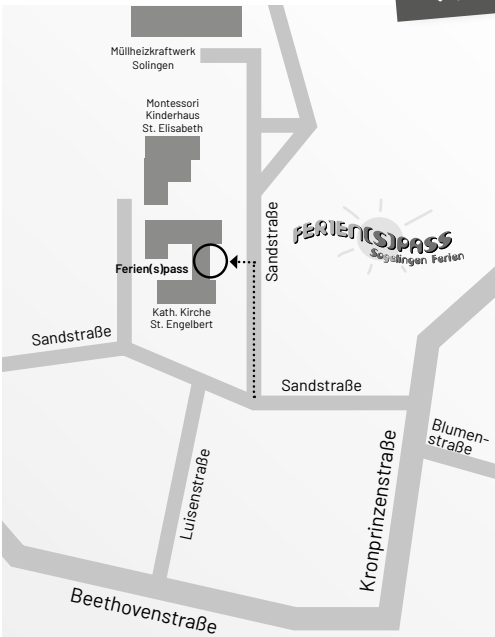 Müllheizkraftwerk
Solingen
Montessori
Kinderhaus
St. Elisabeth
Sandstraße
FERIEN(S)PASS
Sogelingen Ferien
Ferien(s)pass
Kath. Kirche
St. Engelbert
Sandstraße
Sandstraße
Blumen-
straße
Luisenstraße
Kronprinzenstraße
Beethovenstraße